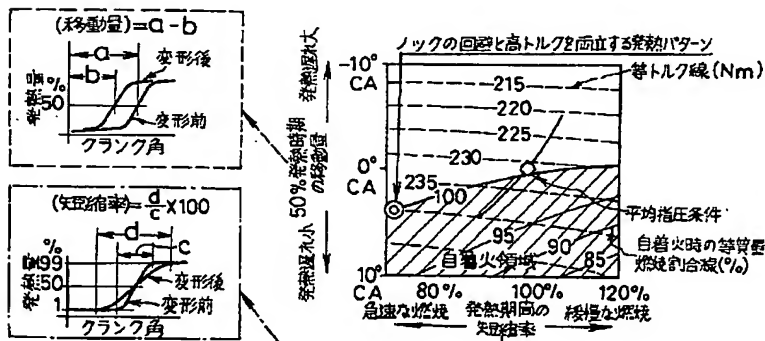 (移動量)=a-b
a
b
変形後
変形前
発熱量
%
50
クランク角
(短縮率)=d/c×100
d
c
%
99
50
1
発熱量
変形後
変形前
クランク角
ノックの回避と高トルクを両立する発熱パターン
等トルク線(Nm)
発熱遅れ大
50%発熱時期の移動量
発熱遅れ小
-10°
CA
0°
CA
10°
CA
215
220
225
230
235
100
95
90
85
自着火領域
平均指圧条件
自着火時の等質量
燃焼割合線(%)
80%
100%
120%
急速な燃焼
発熱期間の
短縮率
緩慢な燃焼